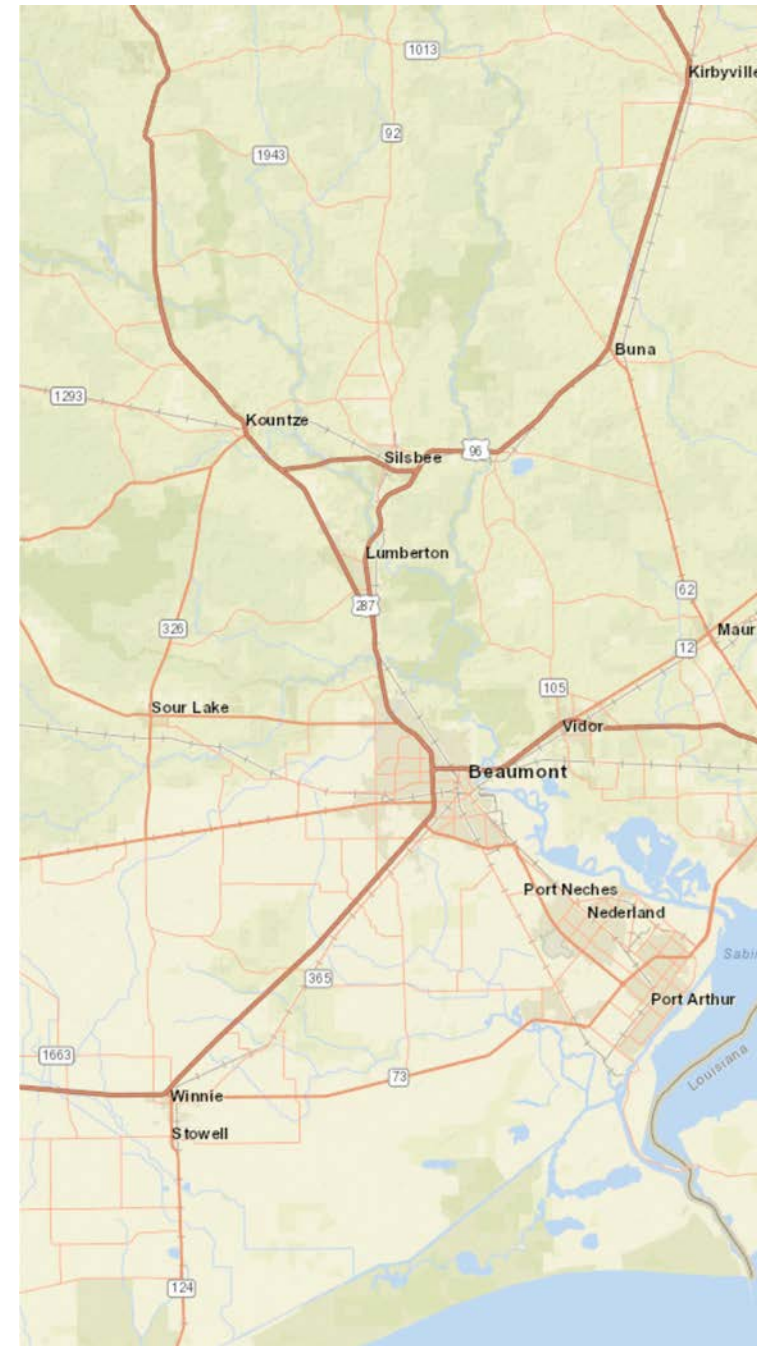 1013
Kirbyville
92
1943
Buna
1293
Kountze
Silsbee
96
Lumberton
287
62
326
Maur
12
105
Sour Lake
Vidor
Beaumont
Port Neches
Nederland
Sabin
365
Port Arthur
1663
73
Louisiana
Winnie
Stowell
124